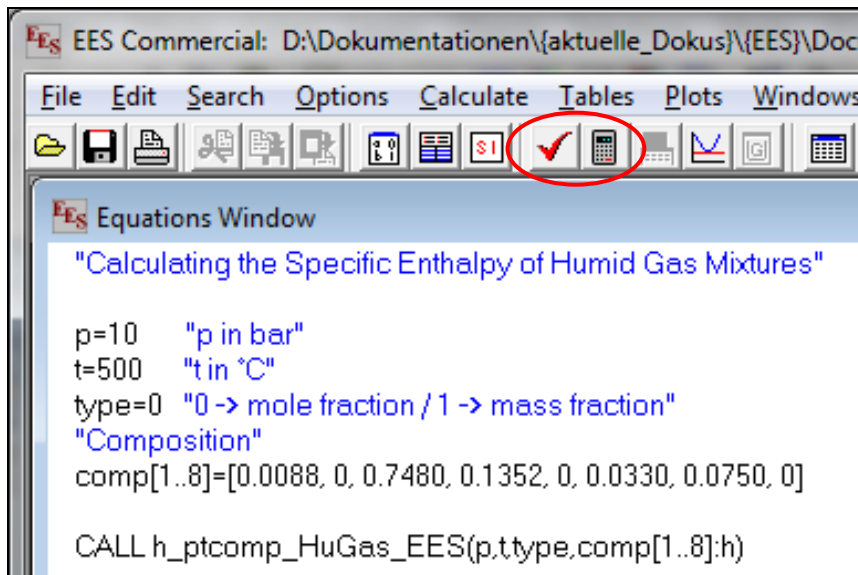 EES EES Commercial: D:\Dokumentationen\{aktuelle_Dokus}\{EES}\Doc
File Edit Search Options Calculate Tables Plots Windows
SI G
EES Equations Window
"Calculating the Specific Enthalpy of Humid Gas Mixtures"
p=10 "p in bar"
t=500 "t in °C"
type=0 "0 -> mole fraction / 1 -> mass fraction"
"Composition"
comp[1..8]=[0.0088, 0, 0.7480, 0.1352, 0, 0.0330, 0.0750, 0]
CALL h_ptcomp_HuGas_EES(p,t,type,comp[1..8]:h)